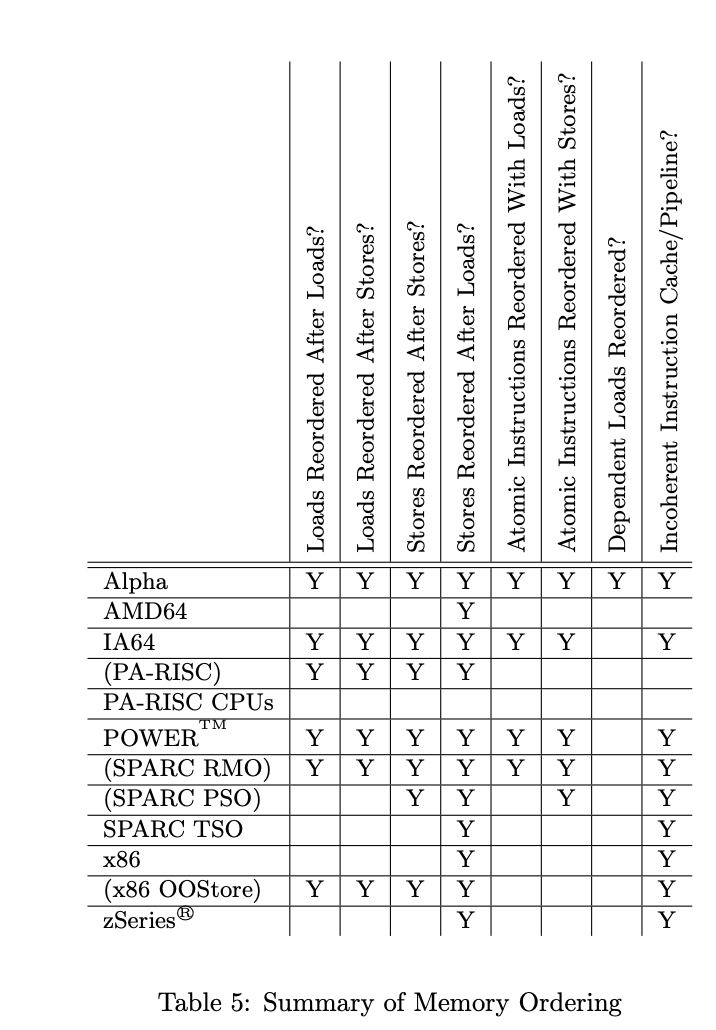 Loads Reordered After Loads?
Loads Reordered After Stores?
Stores Reordered After Stores?
Stores Reordered After Loads?
Atomic Instructions Reordered With Loads?
Atomic Instructions Reordered With Stores?
Dependent Loads Reordered?
Incoherent Instruction Cache/Pipeline?
Alpha Y Y Y Y Y Y Y Y
AMD64 Y
IA64 Y Y Y Y Y Y Y
(PA-RISC) Y Y Y Y
PA-RISC CPUs
POWER™ Y Y Y Y Y Y Y
(SPARC RMO) Y Y Y Y Y Y Y
(SPARC PSO) Y Y Y Y
SPARC TSO Y Y
x86 Y Y
(x86 OOStore) Y Y Y Y Y
zSeries® Y Y
Table 5: Summary of Memory Ordering